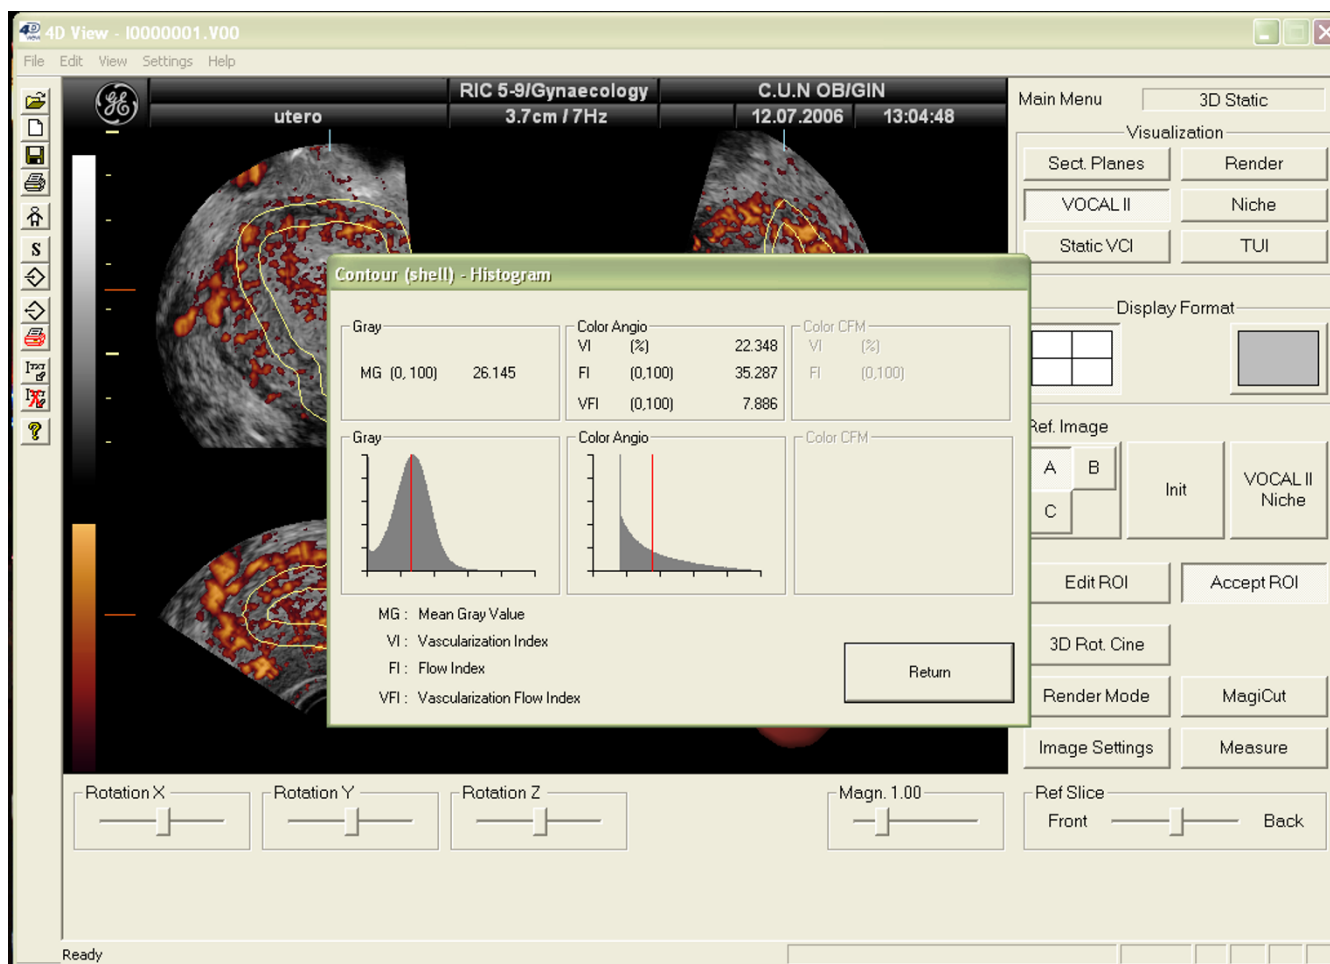 4D View - I0000001.V00
File Edit View Settings Help
RIC 5-9/Gynaecology C.U.N OB/GIN
utero 3.7cm / 7Hz 12.07.2006 13:04:48
Main Menu 3D Static
Visualization
Sect. Planes Render
VOCAL II Niche
Static VCI TUI
Display Format
Ref. Image
A B
C
Init
VOCAL II
Niche
Edit ROI Accept ROI
3D Rot. Cine
Render Mode MagiCut
Image Settings Measure
Contour (shell) - Histogram
Gray
MG (0, 100) 26.145
Color Angio
VI (%) 22.348
FI (0,100) 35.287
VFI (0,100) 7.886
Color CFM
VI (%)
FI (0,100)
Gray Color Angio Color CFM
MG : Mean Gray Value
VI : Vascularization Index
FI : Flow Index
VFI : Vascularization Flow Index
Return
Rotation X Rotation Y Rotation Z Magn. 1.00 Ref Slice
Front Back
Ready